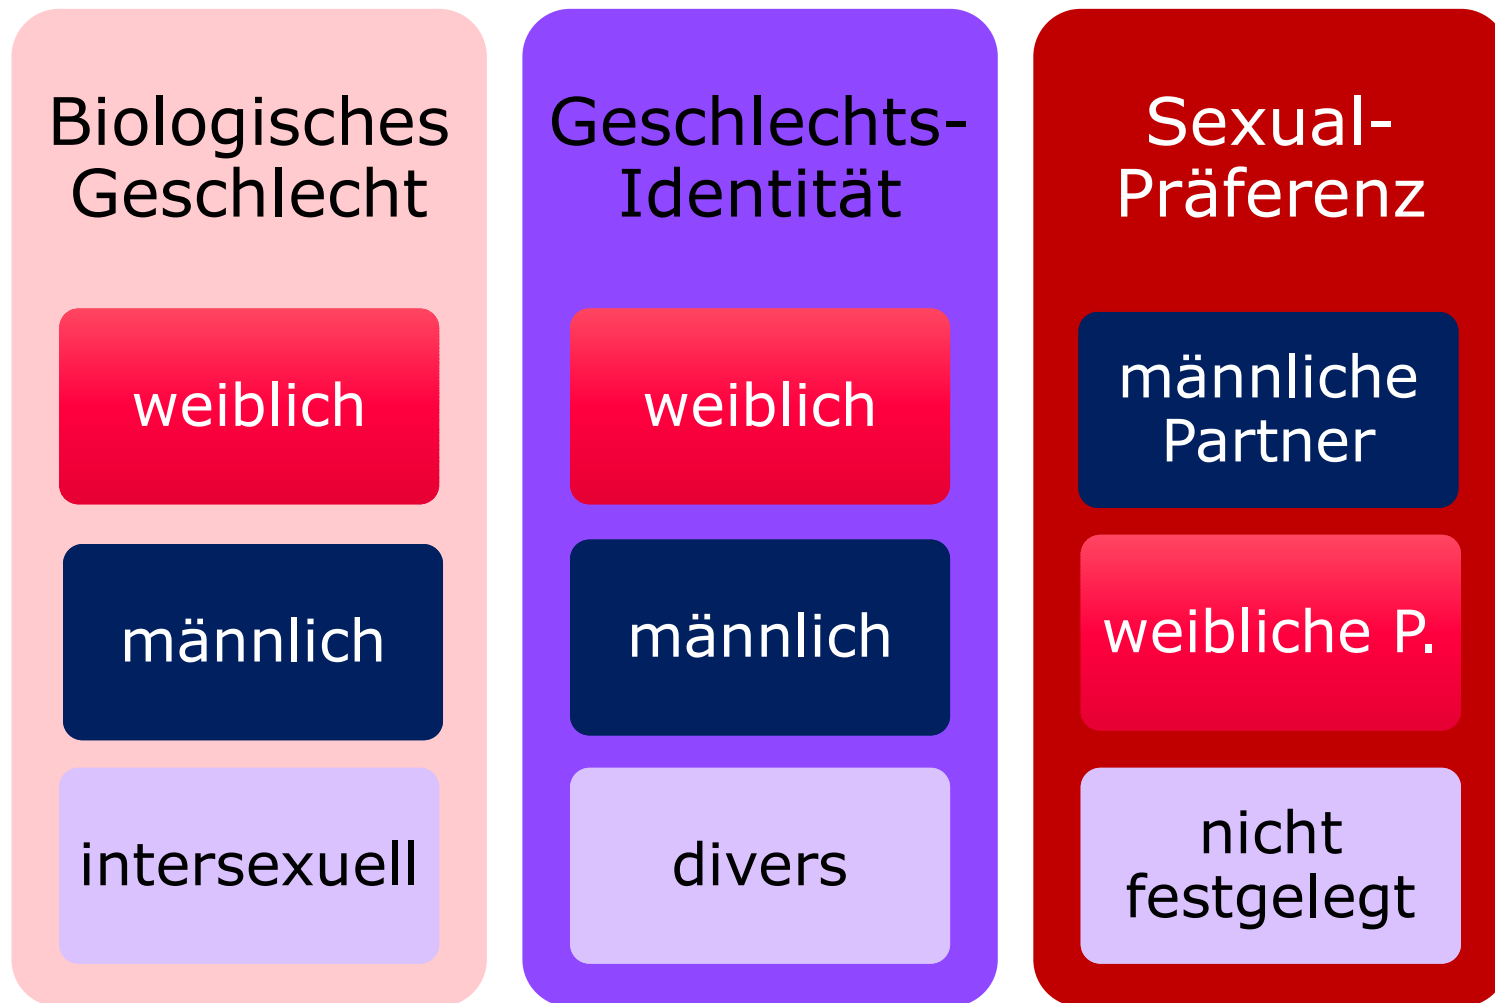 Biologisches
Geschlecht
weiblich
männlich
intersexuell
Geschlechts-
Identität
weiblich
männlich
divers
Sexual-
Präferenz
männliche
Partner
weibliche P.
nicht
festgelegt